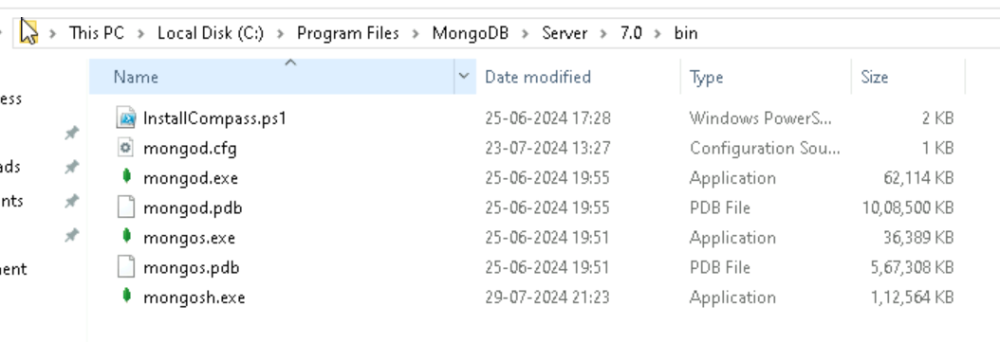 This PC > Local Disk (C:) > Program Files > MongoDB > Server > 7.0 > bin
Name Date modified Type Size
ess
InstallCompass.ps1 25-06-2024 17:28 Windows PowerS... 2 KB
mongod.cfg 23-07-2024 13:27 Configuration Sou... 1 KB
ads
mongod.exe 25-06-2024 19:55 Application 62,114 KB
nts
mongod.pdb 25-06-2024 19:55 PDB File 10,08,500 KB
mongos.exe 25-06-2024 19:51 Application 36,389 KB
ent
mongos.pdb 25-06-2024 19:51 PDB File 5,67,308 KB
mongosh.exe 29-07-2024 21:23 Application 1,12,564 KB